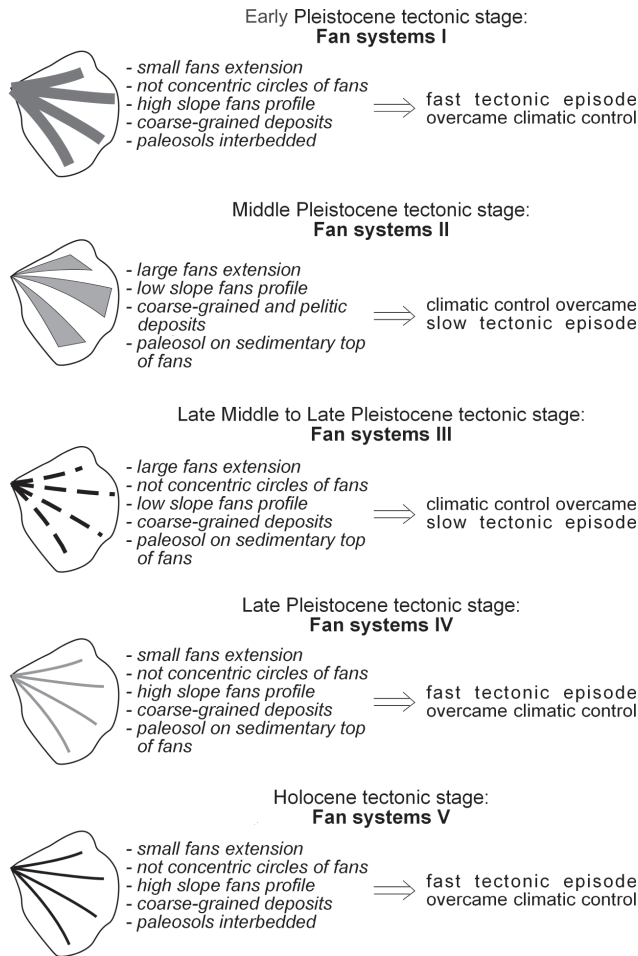 Early Pleistocene tectonic stage:
Fan systems I
- small fans extension
- not concentric circles of fans
- high slope fans profile
- coarse-grained deposits
- paleosols interbedded
fast tectonic episode
overcame climatic control
Middle Pleistocene tectonic stage:
Fan systems II
- large fans extension
- low slope fans profile
- coarse-grained and pelitic
deposits
- paleosol on sedimentary top
of fans
climatic control overcame
slow tectonic episode
Late Middle to Late Pleistocene tectonic stage:
Fan systems III
- large fans extension
- not concentric circles of fans
- low slope fans profile
- coarse-grained deposits
- paleosol on sedimentary top
of fans
climatic control overcame
slow tectonic episode
Late Pleistocene tectonic stage:
Fan systems IV
- small fans extension
- not concentric circles of fans
- high slope fans profile
- coarse-grained deposits
- paleosol on sedimentary top
of fans
fast tectonic episode
overcame climatic control
Holocene tectonic stage:
Fan systems V
- small fans extension
- not concentric circles of fans
- high slope fans profile
- coarse-grained deposits
- paleosols interbedded
fast tectonic episode
overcame climatic control